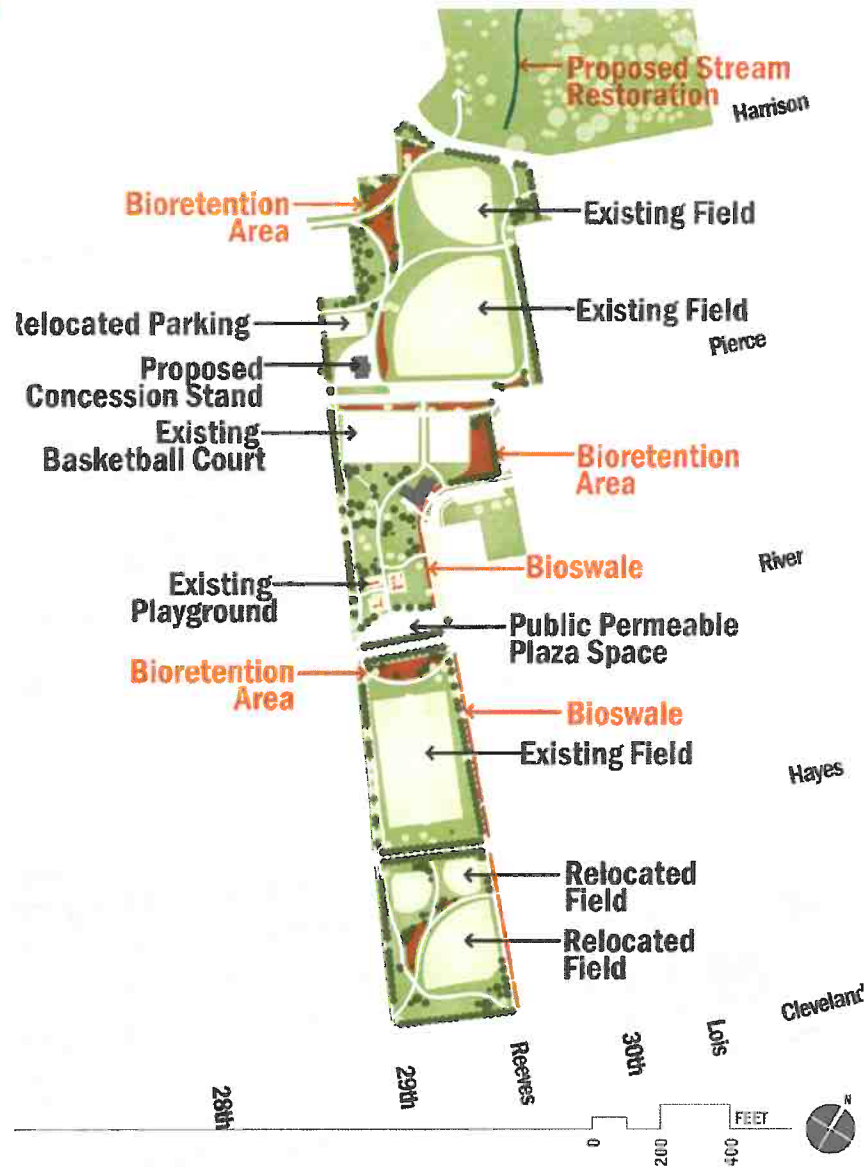 Proposed Stream
Restoration
Harrison
Bioretention
Area
Existing Field
Relocated Parking
Existing Field
Pierce
Proposed
Concession Stand
Existing
Basketball Court
Bioretention
Area
River
Bioswale
Existing
Playground
Public Permeable
Plaza Space
Bioretention
Area
Bioswale
Existing Field
Hayes
Relocated
Field
Relocated
Field
Cleveland
28th
29th
Reeves
30th
Lois
N
FEET
0
200
400